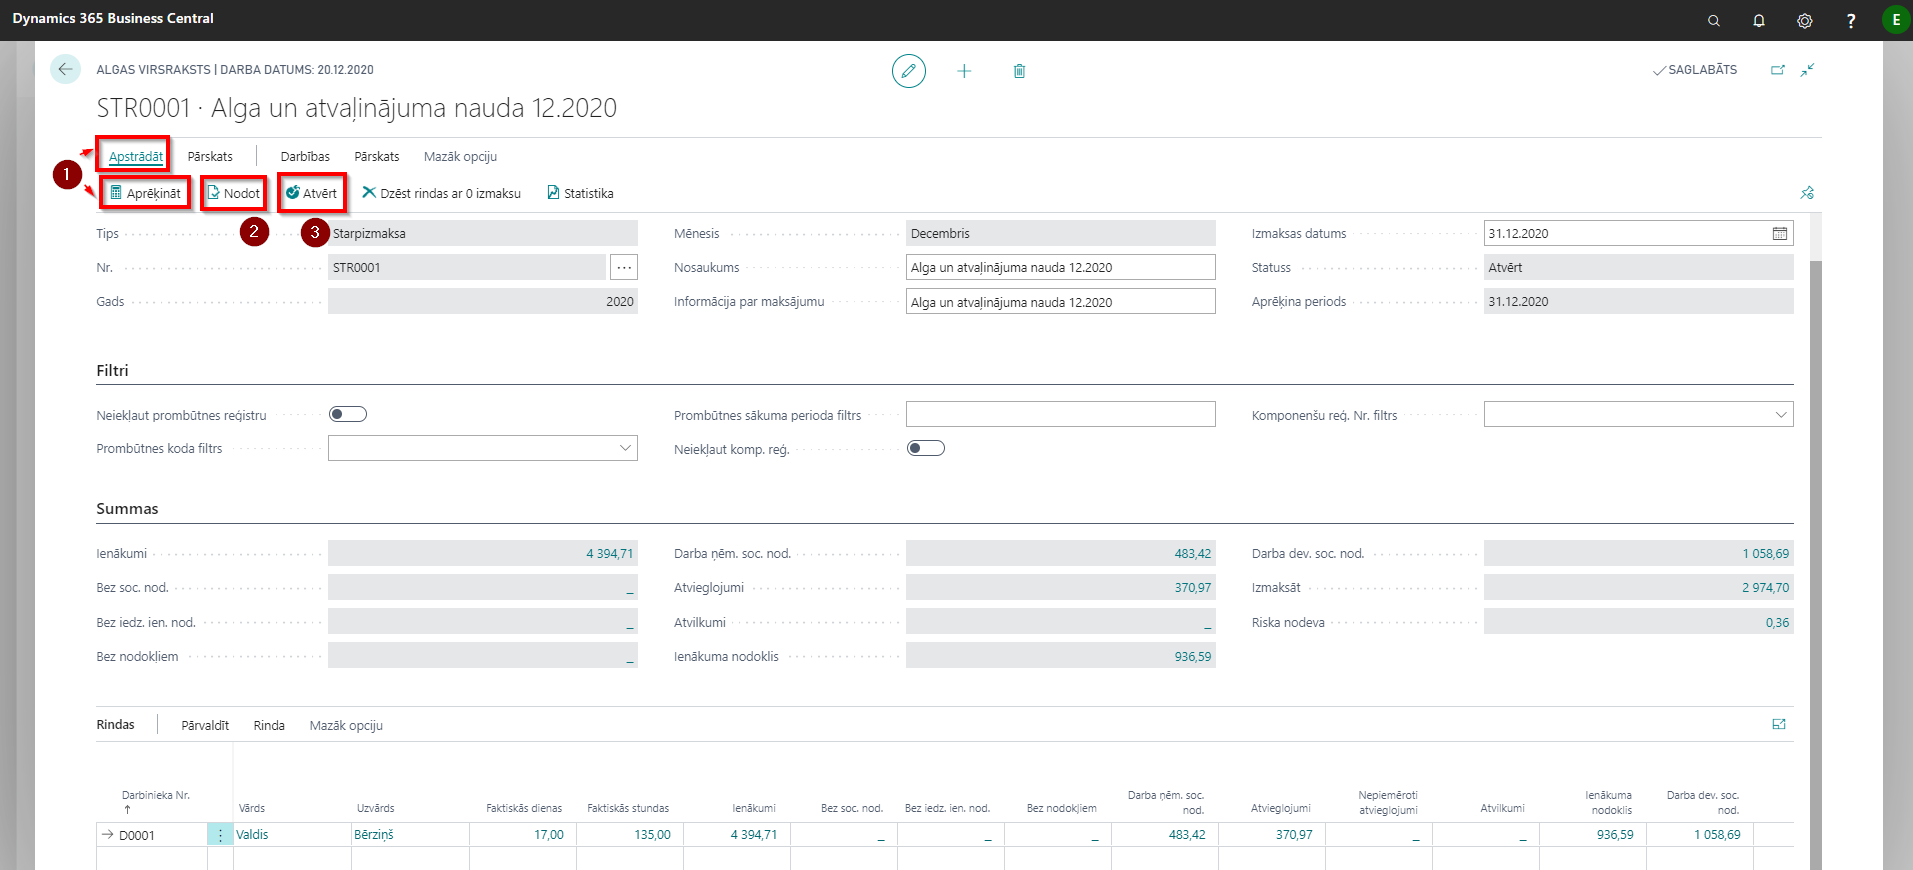 Dynamics 365 Business Central
E
ALGAS VIRSRAKSTS | DARBA DATUMS: 20.12.2020
SAGLABĀTS
STR0001 · Alga un atvaļinājuma nauda 12.2020
Apstrādāt Pārskats Darbības Pārskats Mazāk opciju
1
Aprēķināt Nodot Atvērt Dzēst rindas ar 0 izmaksu Statistika
2 3
Tips Starpizmaksa Mēnesis Decembris Izmaksas datums 31.12.2020
Nr. STR0001 ... Nosaukums Alga un atvaļinājuma nauda 12.2020 Statuss Atvērt
Gads 2020 Informācija par maksājumu Alga un atvaļinājuma nauda 12.2020 Aprēķina periods 31.12.2020
Filtri
Neiekļaut prombūtnes reģistru Prombūtnes sākuma perioda filtrs Komponenšu reģ. Nr. filtrs
Prombūtnes koda filtrs Neiekļaut komp. reģ.
Summas
Ienākumi 4 394,71 Darba ņēm. soc. nod. 483,42 Darba dev. soc. nod. 1 058,69
Bez soc. nod. _ Atvieglojumi 370,97 Izmaksāt 2 974,70
Bez iedz. ien. nod. _ Atvilkumi _ Riska nodeva 0,36
Bez nodokļiem _ Ienākuma nodoklis 936,59
Rindas Pārvaldīt Rinda Mazāk opciju
Darbinieka Nr. ↑ Vārds Uzvārds Faktiskās dienas Faktiskās stundas Ienākumi Bez soc. nod. Bez iedz. ien. nod. Bez nodokļiem Darba ņēm. soc. nod. Atvieglojumi Nepiemēroti atvieglojumi Atvilkumi Ienākuma nodoklis Darba dev. soc. nod.
→ D0001 Valdis Bērziņš 17,00 135,00 4 394,71 _ _ _ 483,42 370,97 _ _ 936,59 1 058,69